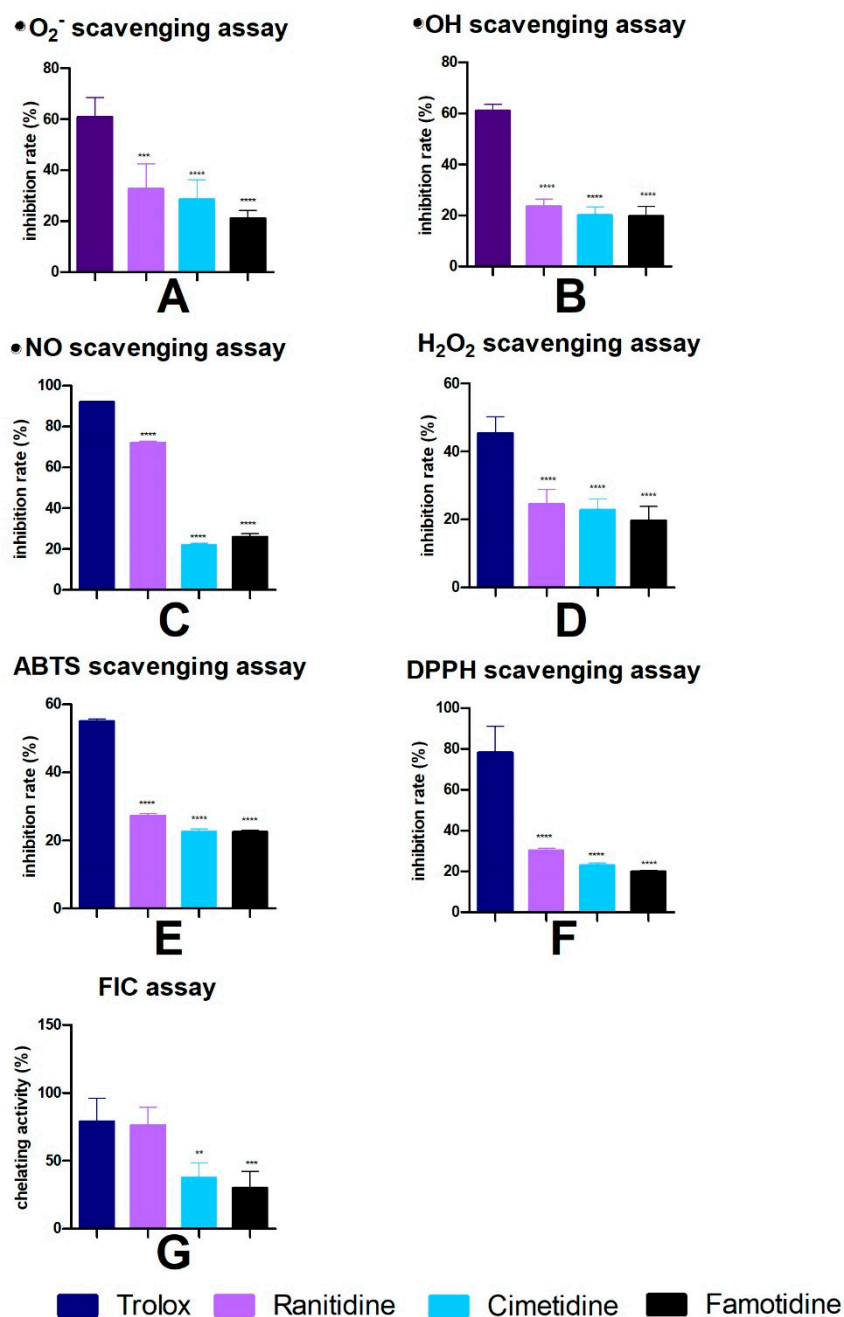 •O₂⁻ scavenging assay
inhibition rate (%)
80
60
40
20
0
***
****
****
A
•OH scavenging assay
inhibition rate (%)
80
60
40
20
0
****
****
****
B
•NO scavenging assay
inhibition rate (%)
100
80
60
40
20
0
****
****
****
C
H₂O₂ scavenging assay
inhibition rate (%)
60
40
20
0
****
****
****
D
ABTS scavenging assay
inhibition rate (%)
60
40
20
0
****
****
****
E
DPPH scavenging assay
inhibition rate (%)
100
80
60
40
20
0
****
****
****
F
FIC assay
chelating activity (%)
150
100
50
0
**
***
G
Trolox Ranitidine Cimetidine Famotidine